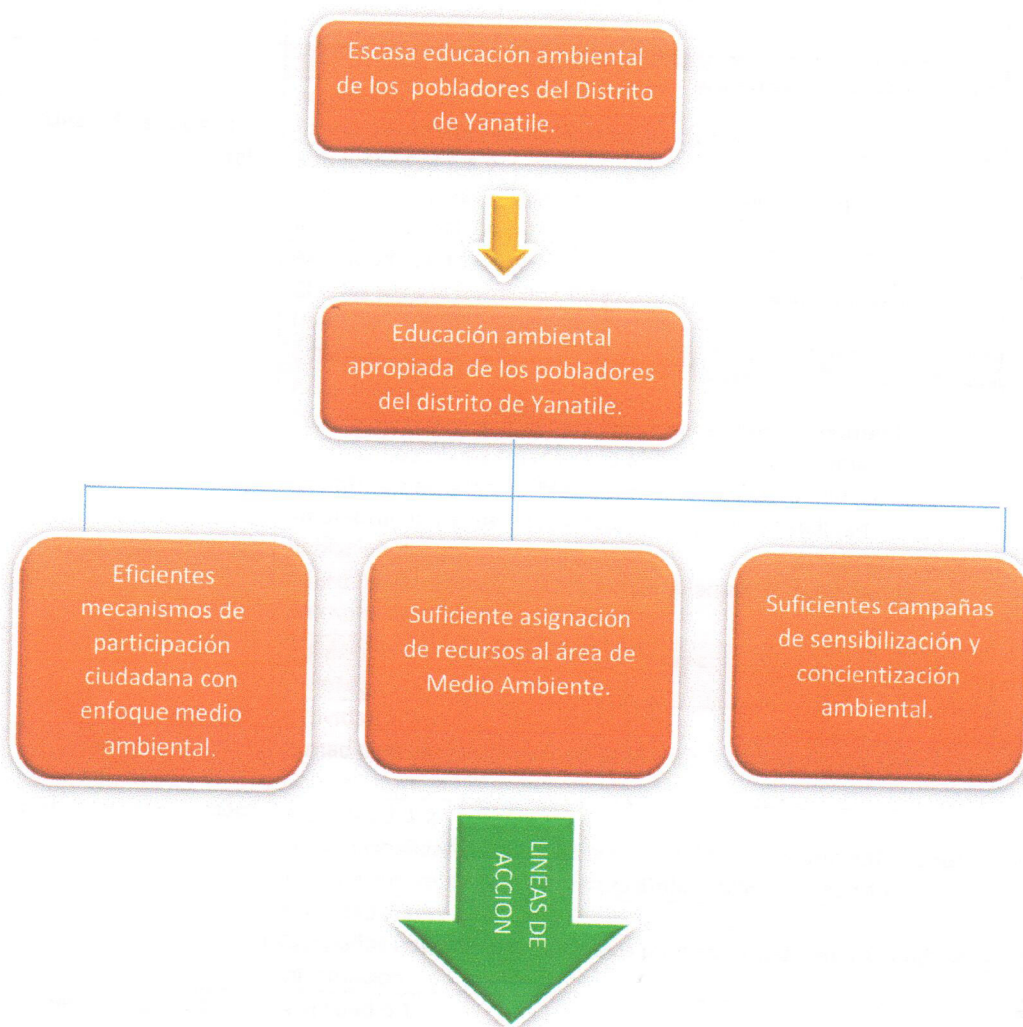 Escasa educación ambiental
de los pobladores del Distrito
de Yanatile.
Educación ambiental
apropiada de los pobladores
del distrito de Yanatile.
Eficientes
mecanismos de
participación
ciudadana con
enfoque medio
ambiental.
Suficiente asignación
de recursos al área de
Medio Ambiente.
Suficientes campañas
de sensibilización y
concientización
ambiental.
LINEAS DE
ACCION